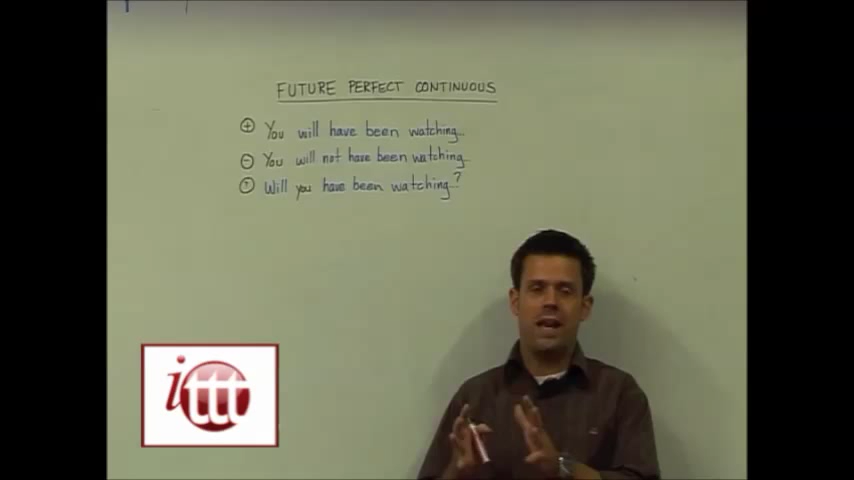 FUTURE PERFECT CONTINUOUS
+ You will have been watching...
- You will not have been watching...
? Will you have been watching...?
ittt